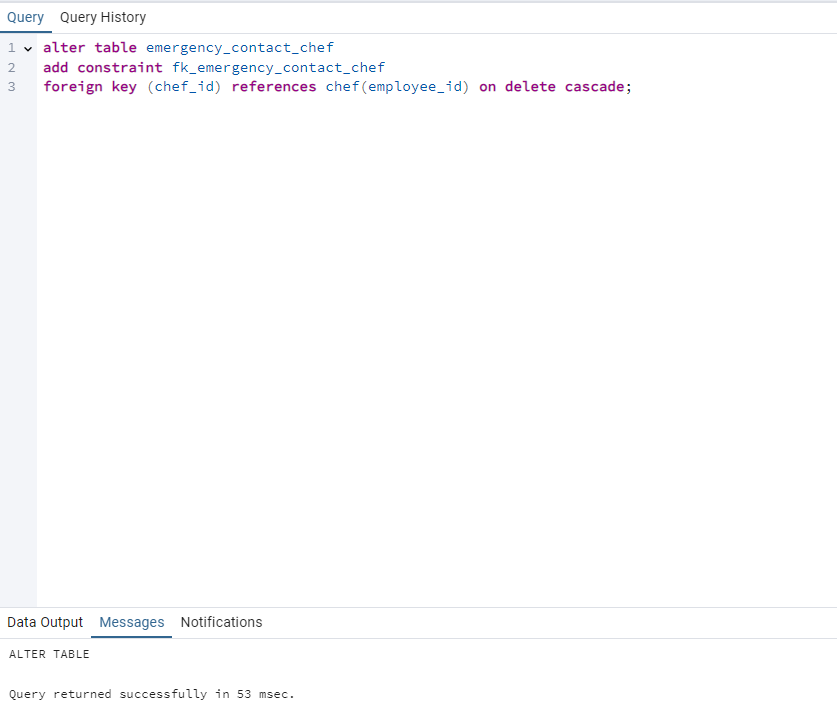 Query Query History
1 alter table emergency_contact_chef
2 add constraint fk_emergency_contact_chef
3 foreign key (chef_id) references chef(employee_id) on delete cascade;
Data Output Messages Notifications
ALTER TABLE
Query returned successfully in 53 msec.